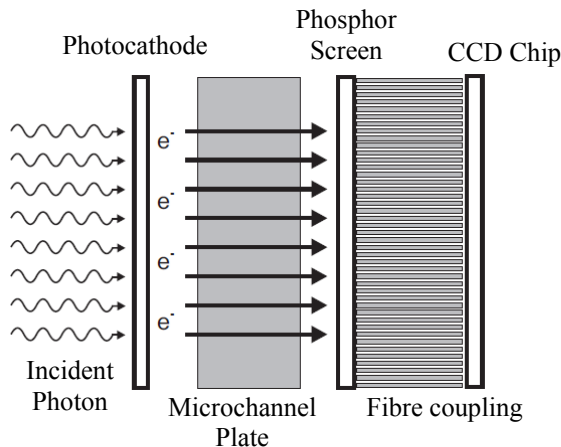 Photocathode
Phosphor
Screen
CCD Chip
e-
e-
e-
e-
Incident
Photon
Microchannel
Plate
Fibre coupling